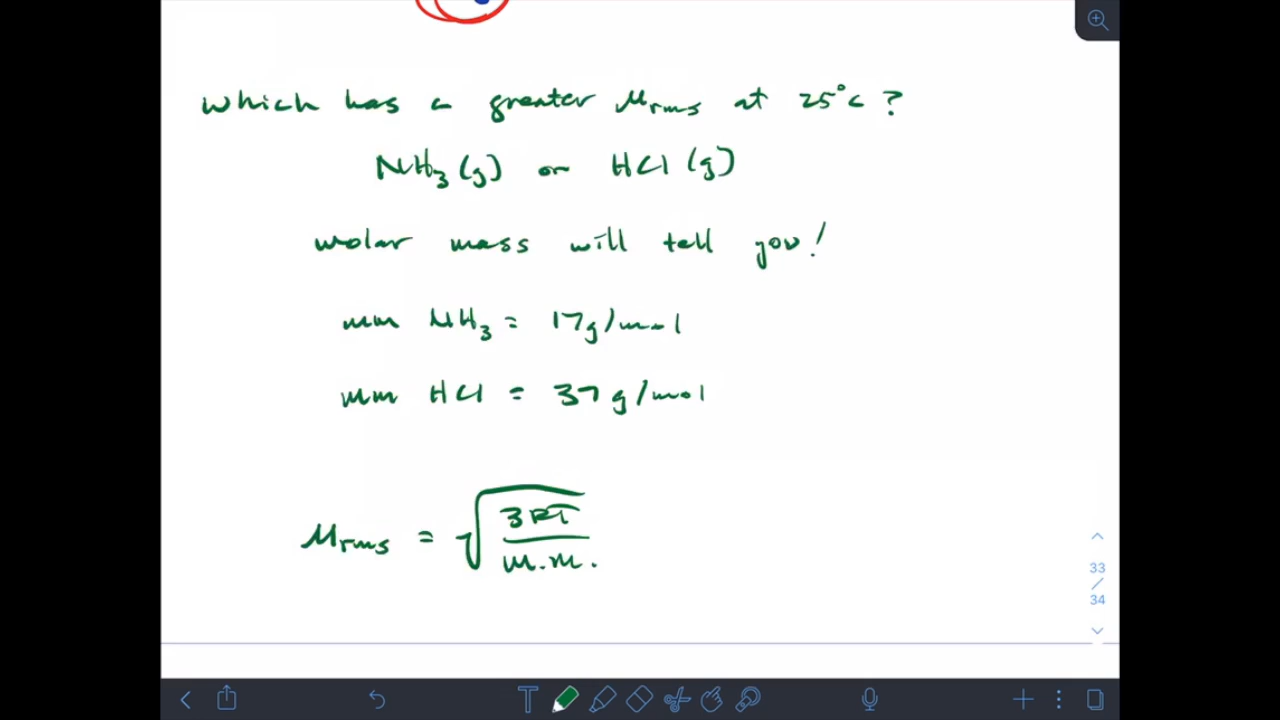 which has a greater μrms at 25°C?
NH3(g) or HCl(g)
molar mass will tell you!
mm NH3 = 17g/mol
mm HCl = 37g/mol
μrms = √(3RT/m.m.)
33
/
34
T